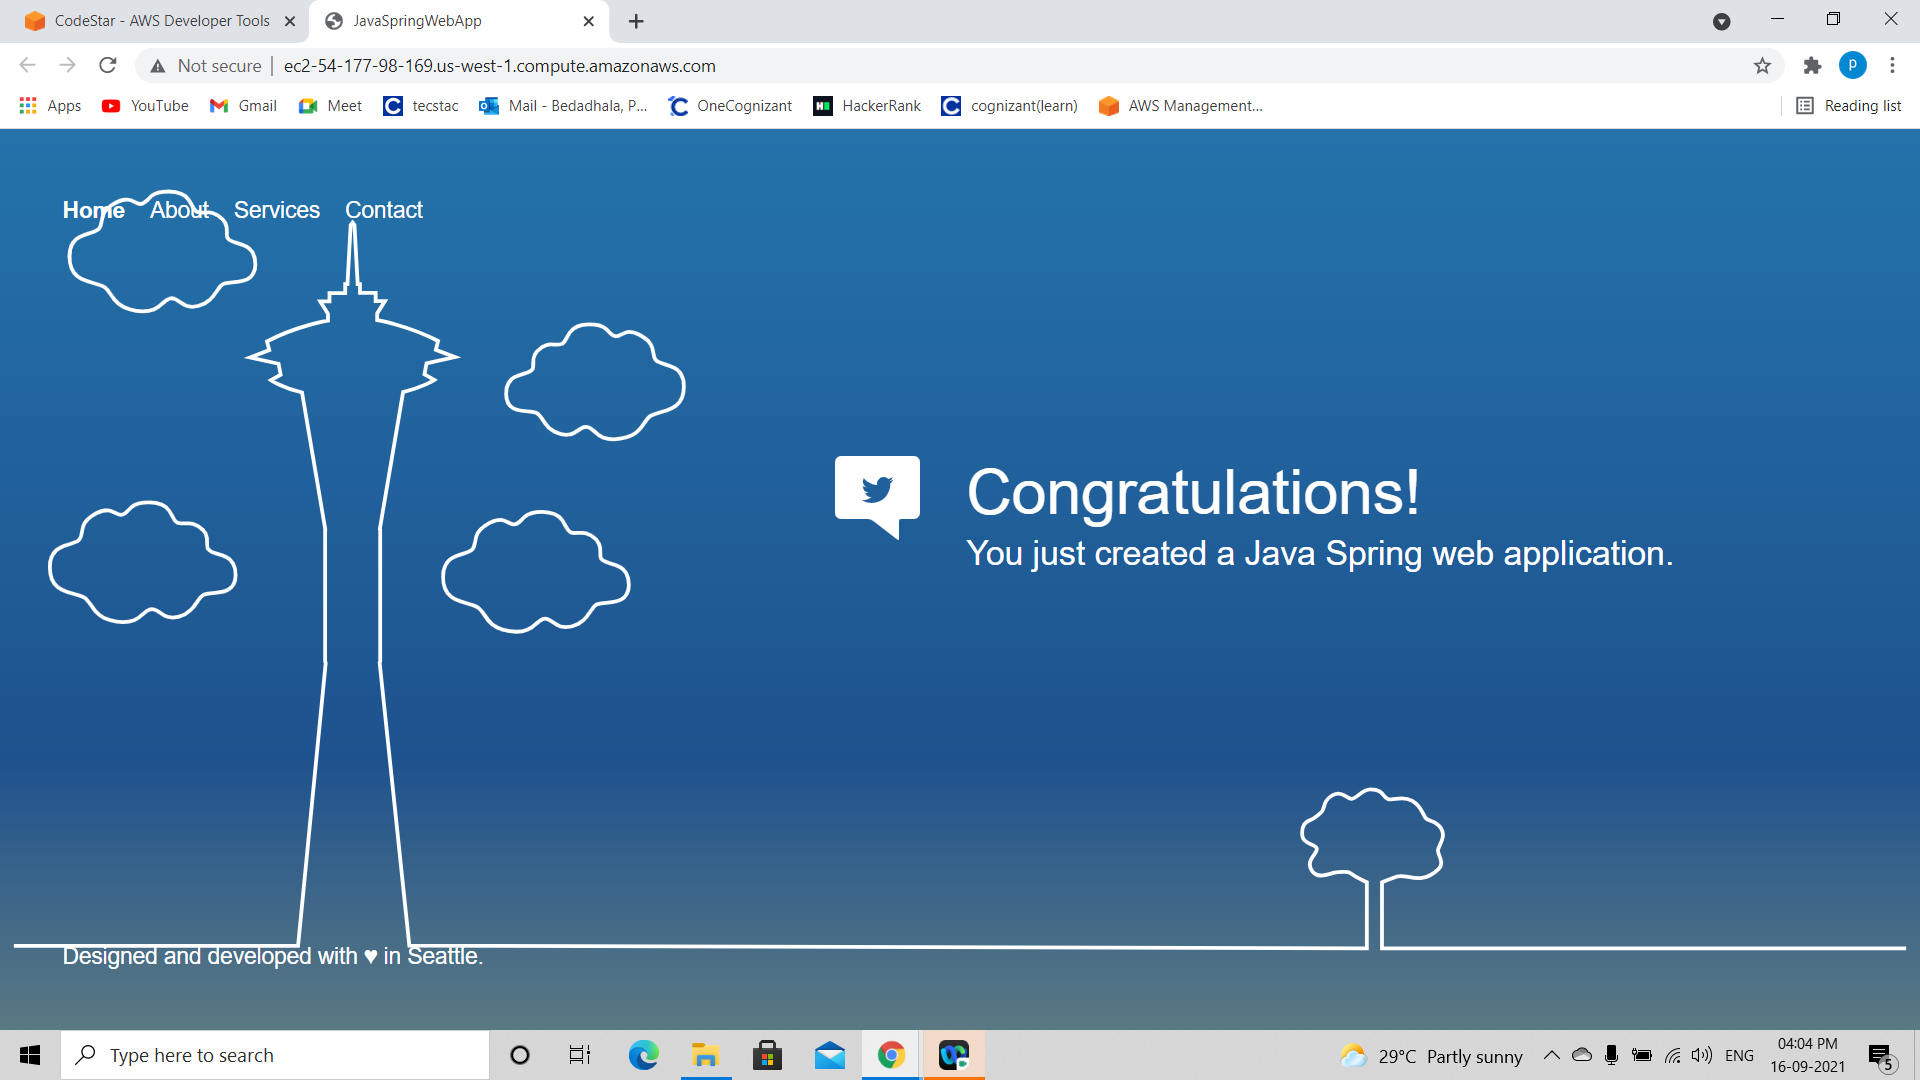 CodeStar - AWS Developer Tools
JavaSpringWebApp
Not secure
ec2-54-177-98-169.us-west-1.compute.amazonaws.com
P
Apps
YouTube
Gmail
Meet
tecstac
Mail - Bedadhala, P...
OneCognizant
HackerRank
cognizant(learn)
AWS Management...
Reading list
Home About Services Contact
Congratulations!
You just created a Java Spring web application.
Designed and developed with ♥ in Seattle.
Type here to search
29°C Partly sunny
ENG
04:04 PM
16-09-2021
5